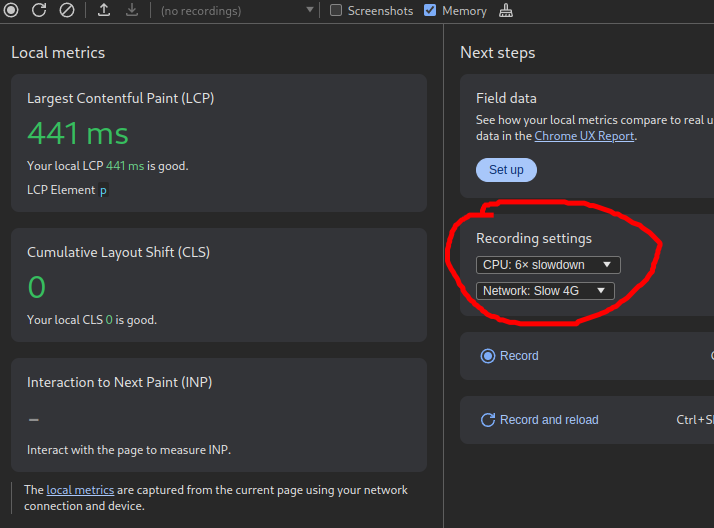 (no recordings)
Screenshots
Memory
Local metrics
Largest Contentful Paint (LCP)
441 ms
Your local LCP 441 ms is good.
LCP Element p
Cumulative Layout Shift (CLS)
0
Your local CLS 0 is good.
Interaction to Next Paint (INP)
-
Interact with the page to measure INP.
The local metrics are captured from the current page using your network
connection and device.
Next steps
Field data
See how your local metrics compare to real u
data in the Chrome UX Report.
Set up
Recording settings
CPU: 6× slowdown
Network: Slow 4G
Record
Record and reload
Ctrl+S